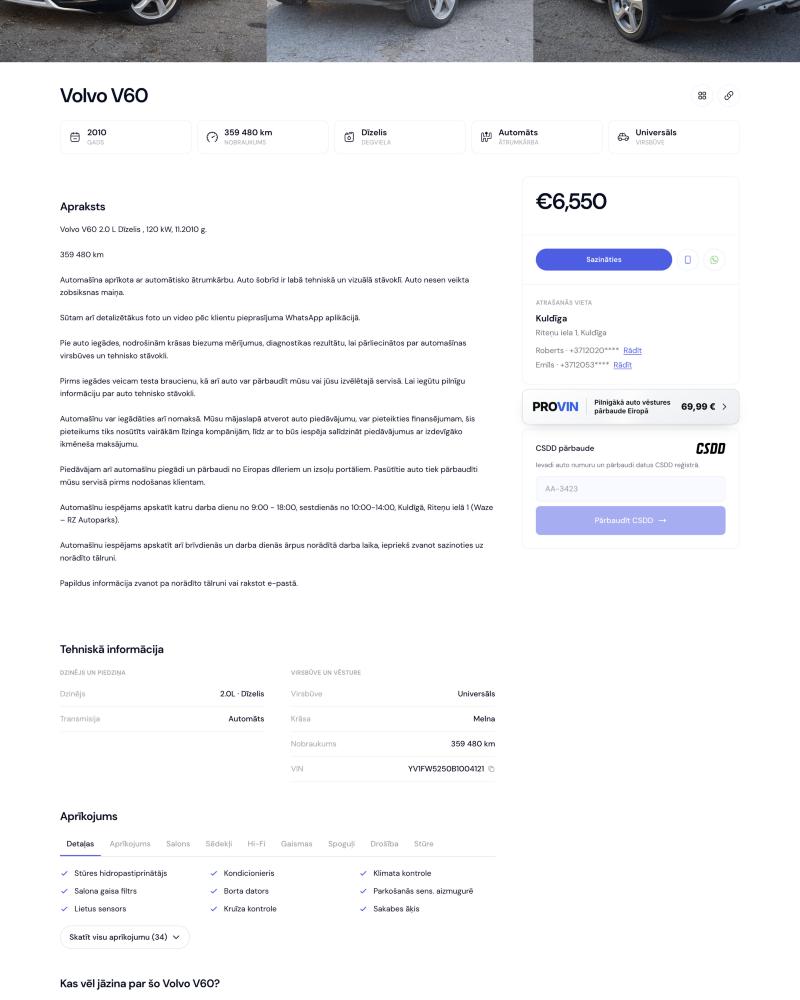 Volvo V60
2010
GADS
359 480 km
NOBRAUKUMS
Dīzelis
DEGVIELA
Automāts
ĀTRUMKĀRBA
Universāls
VIRSBŪVE
Apraksts
Volvo V60 2.0 L Dīzelis , 120 kW, 11.2010 g.
359 480 km
Automašīna aprīkota ar automātisko ātrumkārbu. Auto šobrīd ir labā tehniskā un vizuālā stāvoklī. Auto nesen veikta
zobsiksnas maiņa.
Sūtam arī detalizētākus foto un video pēc klientu pieprasījuma WhatsApp aplikācijā.
Pie auto iegādes, nodrošinām krāsas biezuma mērījumus, diagnostikas rezultātu, lai pārliecinātos par automašīnas
virsbūves un tehnisko stāvokli.
Pirms iegādes veicam testa braucienu, kā arī auto var pārbaudīt mūsu vai jūsu izvēlētajā servisā. Lai iegūtu pilnīgu
informāciju par auto tehnisko stāvokli.
Automašīnu var iegādāties arī nomaksā. Mūsu mājaslapā atverot auto piedāvājumu, var pieteikties finansējumam, šis
pieteikums tiks nosūtīts vairākām līzinga kompānijām, līdz ar to būs iespēja salīdzināt piedāvājumus ar izdevīgāko
ikmēneša maksājumu.
Piedāvājam arī automašīnu piegādi un pārbaudi no Eiropas dīleriem un izsoļu portāliem. Pasūtītie auto tiek pārbaudīti
mūsu servisā pirms nodošanas klientam.
Automašīnu iespējams apskatīt katru darba dienu no 9:00 - 18:00, sestdienās no 10:00-14:00, Kuldīgā, Riteņu ielā 1 (Waze
– RZ Autoparks).
Automašīnu iespējams apskatīt arī brīvdienās un darba dienās ārpus norādītā darba laika, iepriekš zvanot sazinoties uz
norādīto tālruni.
Papildus informācija zvanot pa norādīto tālruni vai rakstot e-pastā.
€6,550
Sazināties
ATRAŠANĀS VIETA
Kuldīga
Riteņu iela 1, Kuldīga
Roberts · +3712020**** Rādīt
Emīls · +3712053**** Rādīt
PROVIN
Pilnīgākā auto vēstures
pārbaude Eiropā
69,99 €
CSDD pārbaude
CSDD
Ievadi auto numuru un pārbaudi datus CSDD reģistrā.
AA-3423
Pārbaudīt CSDD →
Tehniskā informācija
DZINĒJS UN PIEDZIŅA
Dzinējs 2.0L · Dīzelis
Transmisija Automāts
VIRSBŪVE UN VĒSTURE
Virsbūve Universāls
Krāsa Melna
Nobraukums 359 480 km
VIN YV1FW5250B1004121
Aprīkojums
Detaļas Aprīkojums Salons Sēdekļi Hi-Fi Gaismas Spoguļi Drošība Stūre
Stūres hidropastiprinātājs Kondicionieris Klimata kontrole
Salona gaisa filtrs Borta dators Parkošanās sens. aizmugurē
Lietus sensors Kruīza kontrole Sakabes āķis
Skatīt visu aprīkojumu (34)
Kas vēl jāzina par šo Volvo V60?